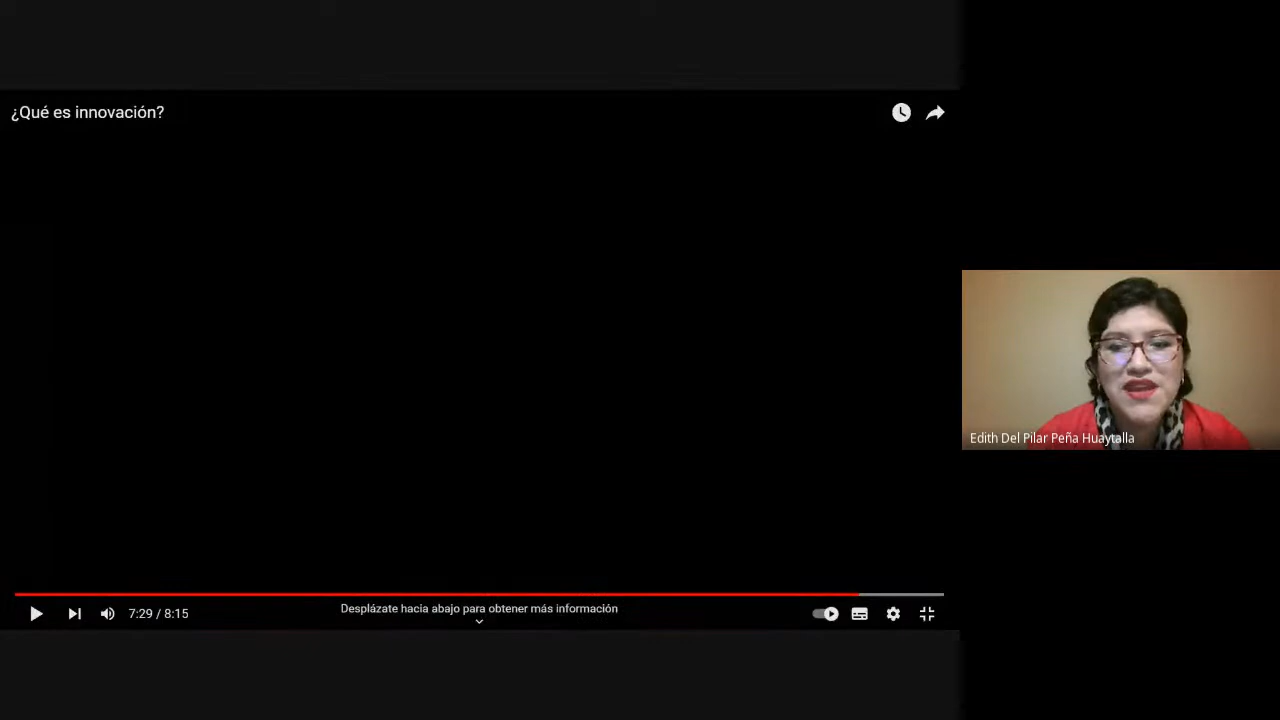 ¿Qué es innovación?
Edith Del Pilar Peña Huaytalla
Desplázate hacia abajo para obtener más información
7:29 / 8:15